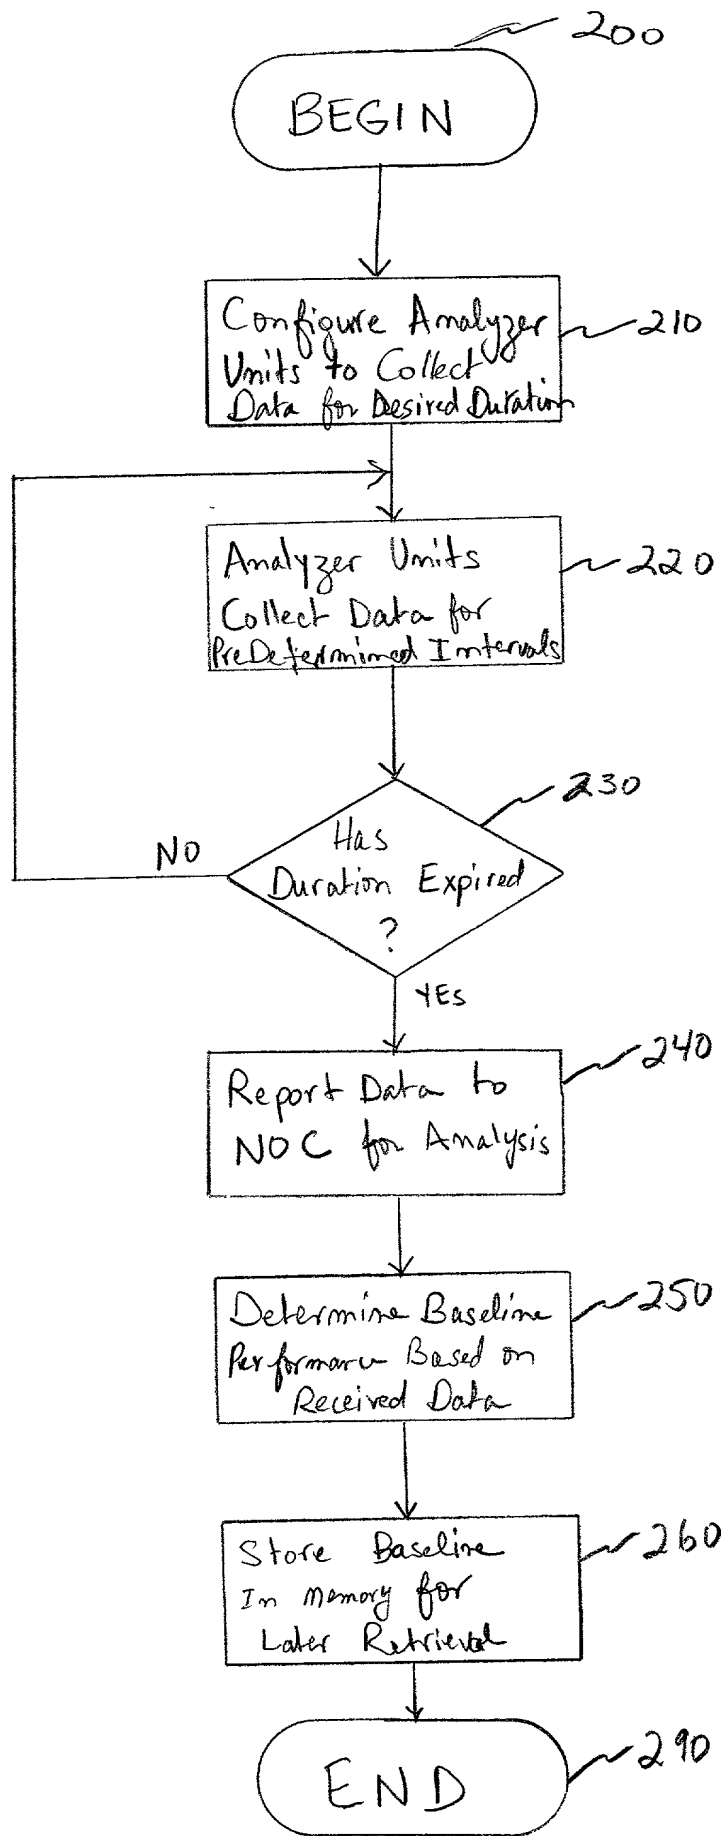 200
BEGIN
Configure Analyzer
Units to Collect
Data for Desired Duration
210
Analyzer Units
Collect Data for
PreDetermined Intervals
220
230
Has
Duration Expired
?
NO
YES
Report Data to
NOC for Analysis
240
Determine Baseline
Performance Based on
Received Data
250
Store Baseline
In Memory for
Later Retrieval
260
END
290